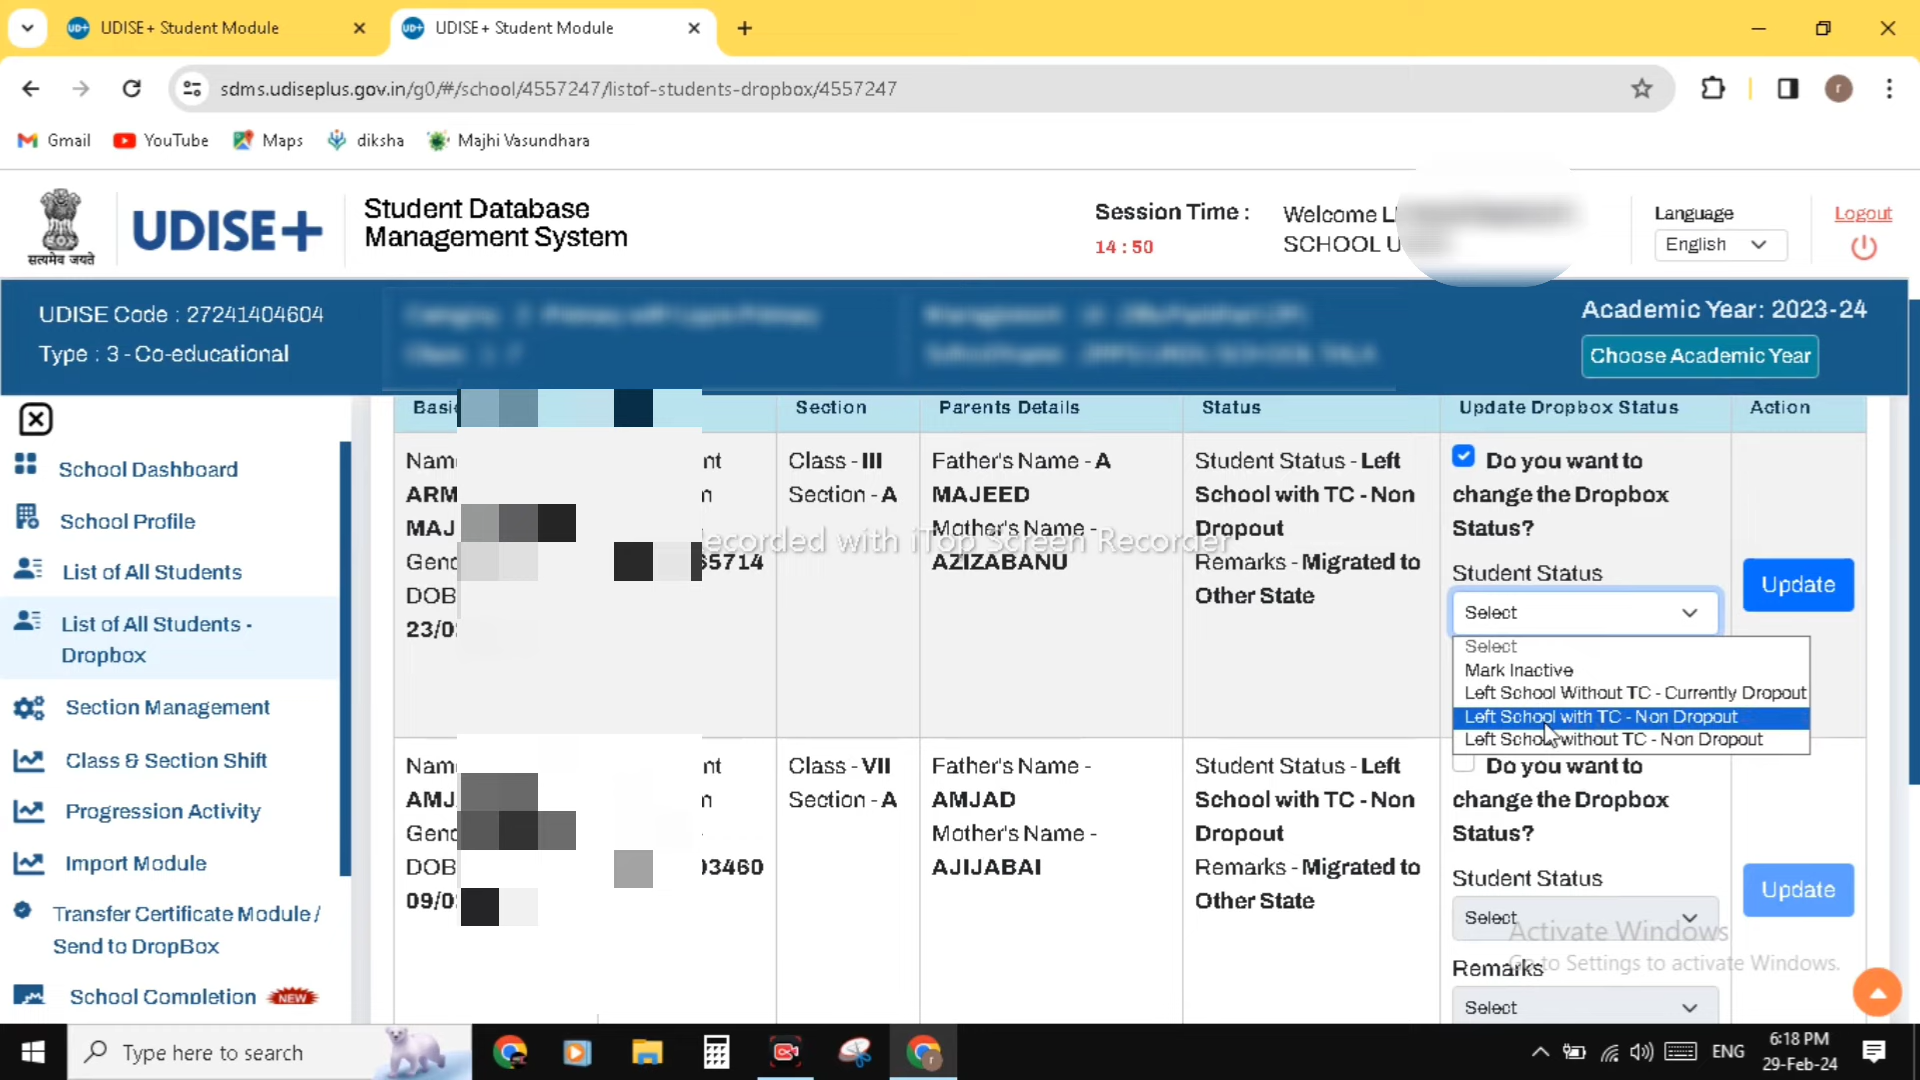 UDISE+ Student Module
UDISE+ Student Module
sdms.udiseplus.gov.in/g0/#/school/4557247/listof-students-dropbox/4557247
r
Gmail
YouTube
Maps
diksha
Majhi Vasundhara
सत्यमेव जयते
UDISE+
Student Database
Management System
Session Time :
14 : 50
Welcome
SCHOOL
Language
English
Logout
UDISE Code : 27241404604
Type : 3 - Co-educational
Academic Year: 2023-24
Choose Academic Year
School Dashboard
School Profile
List of All Students
List of All Students -
Dropbox
Section Management
Class & Section Shift
Progression Activity
Import Module
Transfer Certificate Module /
Send to DropBox
School Completion NEW
Section
Parents Details
Status
Update Dropbox Status
Action
65714
Class - III
Section - A
Father's Name - A
MAJEED
Mother's Name -
AZIZABANU
Student Status - Left
School with TC - Non
Dropout
Remarks - Migrated to
Other State
Do you want to
change the Dropbox
Status?
Student Status
Select
Select
Mark Inactive
Left School Without TC - Currently Dropout
Left School with TC - Non Dropout
Left School without TC - Non Dropout
Update
03460
Class - VII
Section - A
Father's Name -
AMJAD
Mother's Name -
AJIJABAI
Student Status - Left
School with TC - Non
Dropout
Remarks - Migrated to
Other State
Do you want to
change the Dropbox
Status?
Student Status
Select
Remarks
Select
Update
Recorded with iTop Screen Recorder
Activate Windows
Go to Settings to activate Windows.
Type here to search
ENG
6:18 PM
29-Feb-24